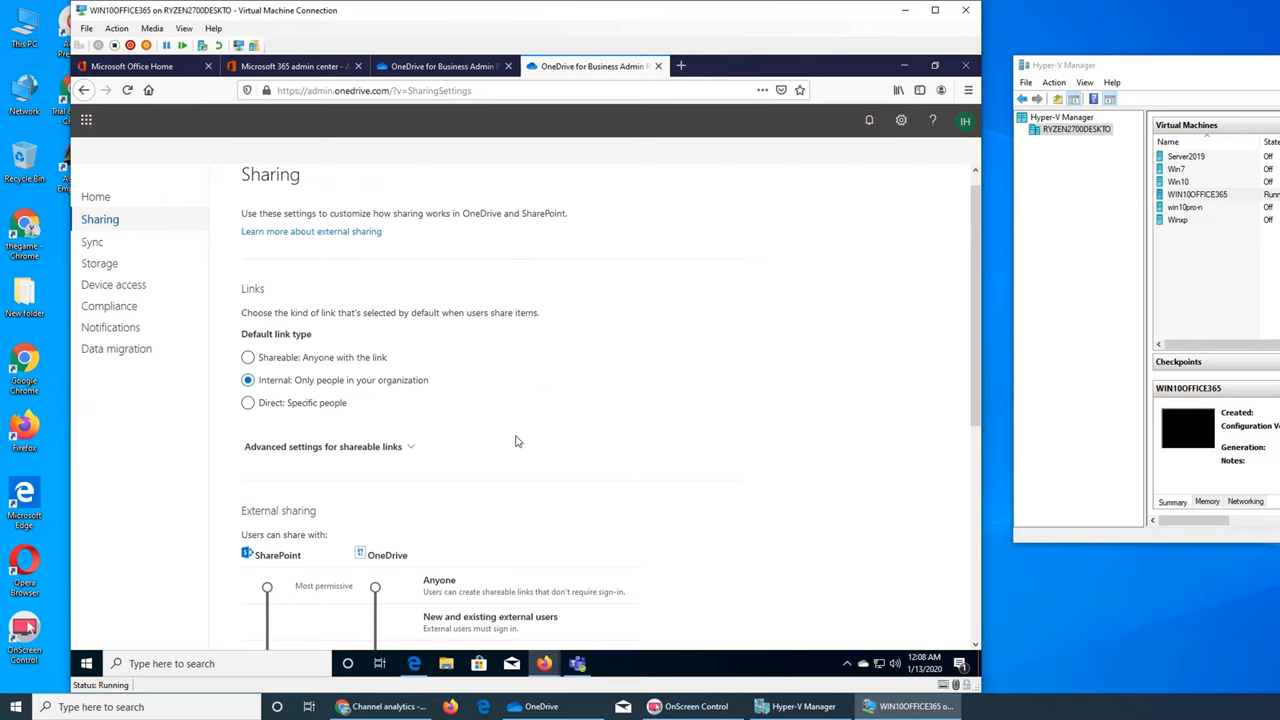 WIN10OFFICE365 on RYZEN2700DESKTO - Virtual Machine Connection
File Action Media View Help
Microsoft Office Home
Microsoft 365 admin center - A
OneDrive for Business Admin P
OneDrive for Business Admin P
https://admin.onedrive.com/?v=SharingSettings
IH
Home
Sharing
Sync
Storage
Device access
Compliance
Notifications
Data migration
Sharing
Use these settings to customize how sharing works in OneDrive and SharePoint.
Learn more about external sharing
Links
Choose the kind of link that's selected by default when users share items.
Default link type
Shareable: Anyone with the link
Internal: Only people in your organization
Direct: Specific people
Advanced settings for shareable links
External sharing
Users can share with:
SharePoint OneDrive
Most permissive
Anyone
Users can create shareable links that don't require sign-in.
New and existing external users
External users must sign in.
Type here to search
12:08 AM
1/13/2020
1
Status: Running
Hyper-V Manager
File Action View Help
Hyper-V Manager
RYZEN2700DESKTO
Virtual Machines
Name State
Server2019 Off
Win7 Off
Win10 Off
WIN10OFFICE365 Runn
win10pro-n Off
Winxp Off
Checkpoints
WIN10OFFICE365
Created:
Configuration Ve
Generation:
Notes:
Summary Memory Networking
This PC
Network
Recycle Bin
thegame -
Chrome
New folder
Google
Chrome
Firefox
Microsoft
Edge
Opera
Browser
OnScreen
Control
Type here to search
Channel analytics -...
OneDrive
OnScreen Control
Hyper-V Manager
WIN10OFFICE365 o...